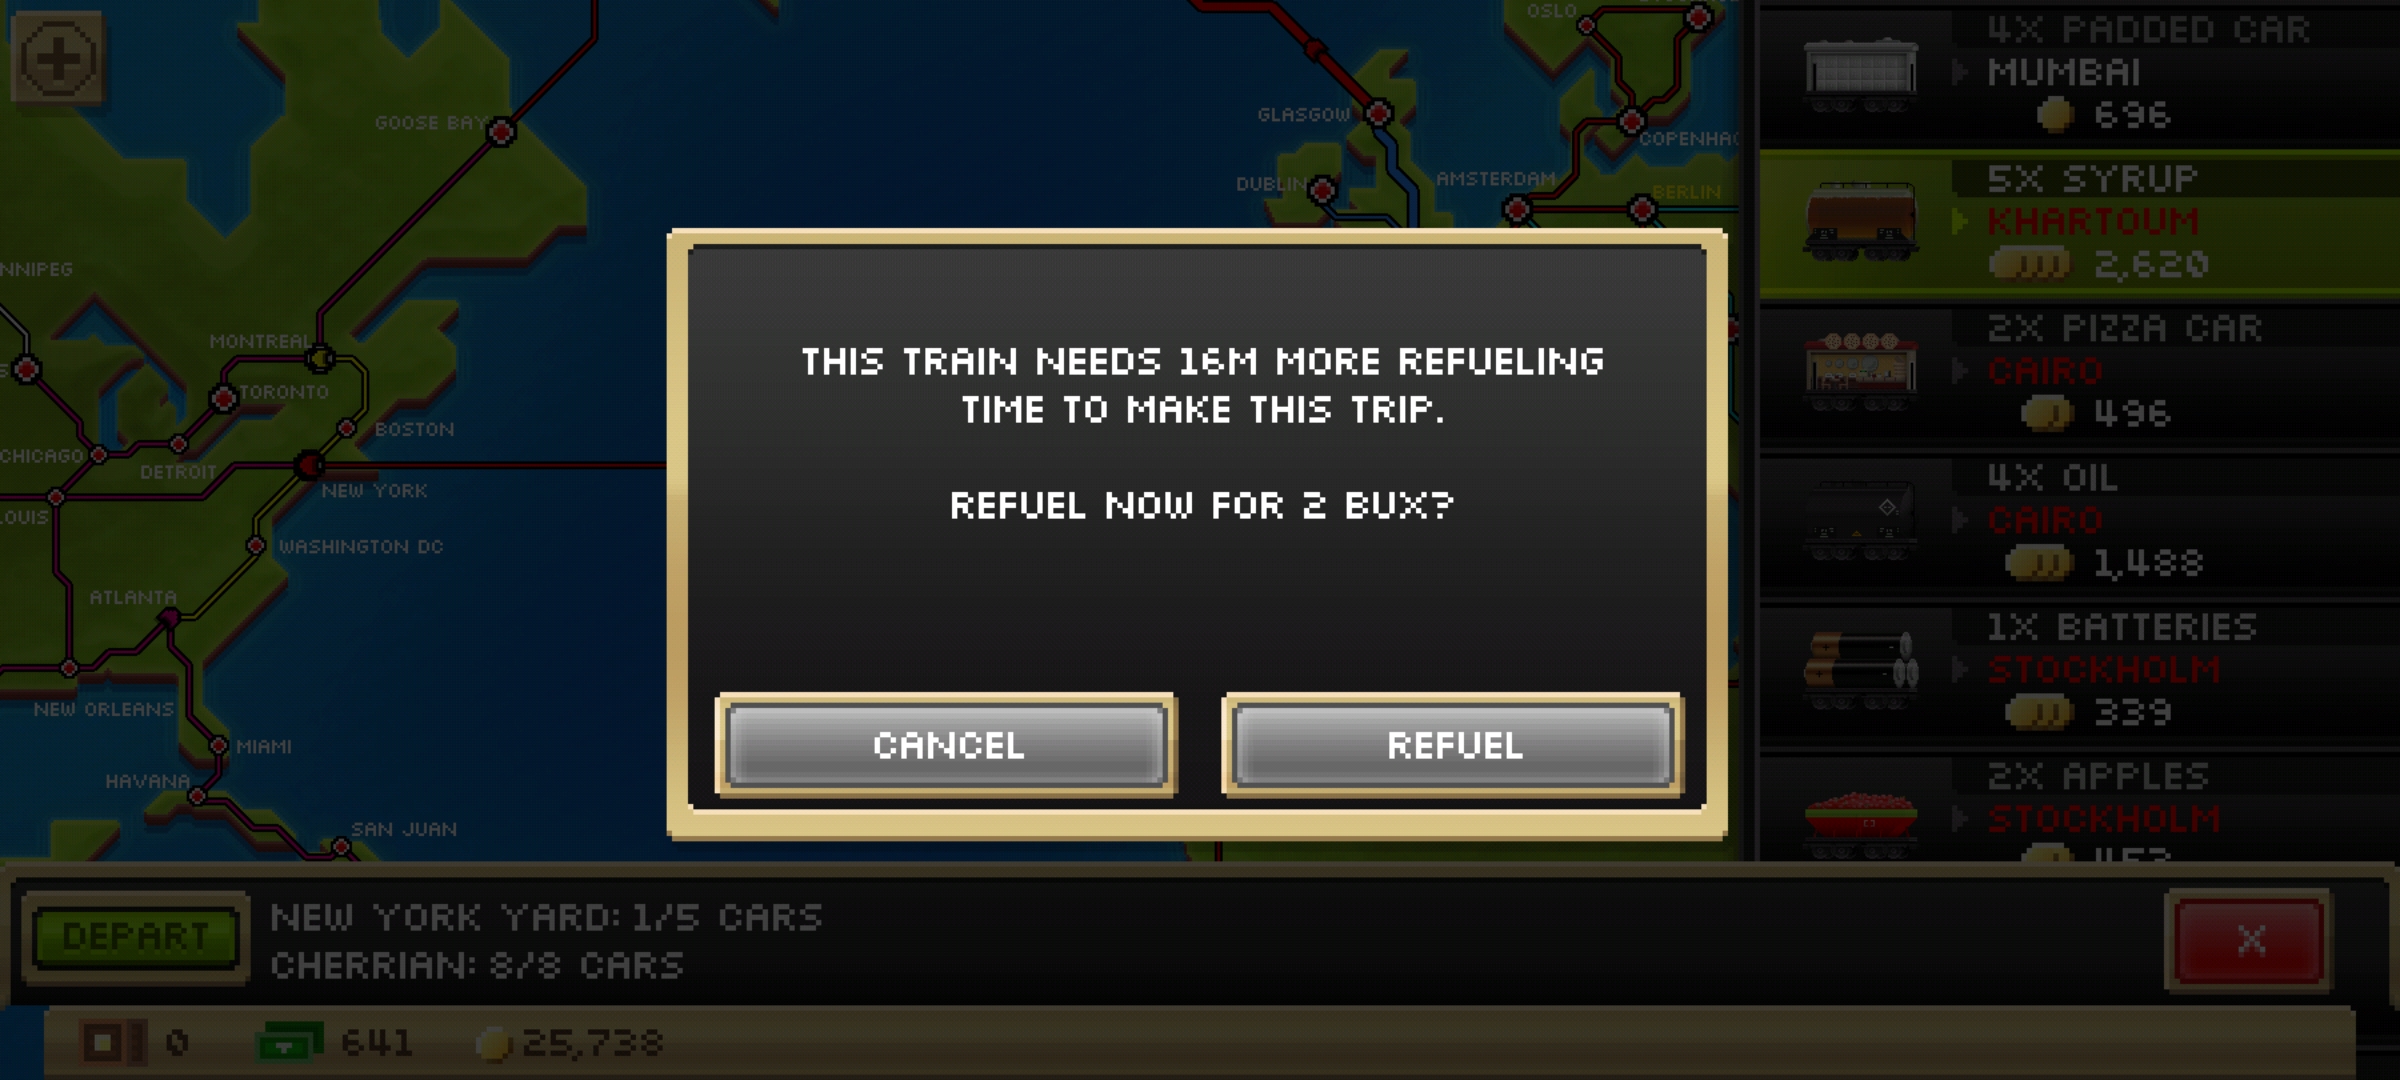 OSLO
GLASGOW
COPENHAG
GOOSE BAY
DUBLIN
AMSTERDAM
BERLIN
NNIPEG
MONTREAL
TORONTO
BOSTON
CHICAGO
DETROIT
NEW YORK
LOUIS
WASHINGTON DC
ATLANTA
NEW ORLEANS
MIAMI
HAVANA
SAN JUAN
THIS TRAIN NEEDS 16M MORE REFUELING
TIME TO MAKE THIS TRIP.
REFUEL NOW FOR 2 BUX?
CANCEL
REFUEL
4X PADDED CAR
MUMBAI
696
5X SYRUP
KHARTOUM
2,620
2X PIZZA CAR
CAIRO
496
4X OIL
CAIRO
1,488
1X BATTERIES
STOCKHOLM
339
2X APPLES
STOCKHOLM
DEPART
NEW YORK YARD: 1/5 CARS
CHERRIAN: 8/8 CARS
X
0
641
25,738